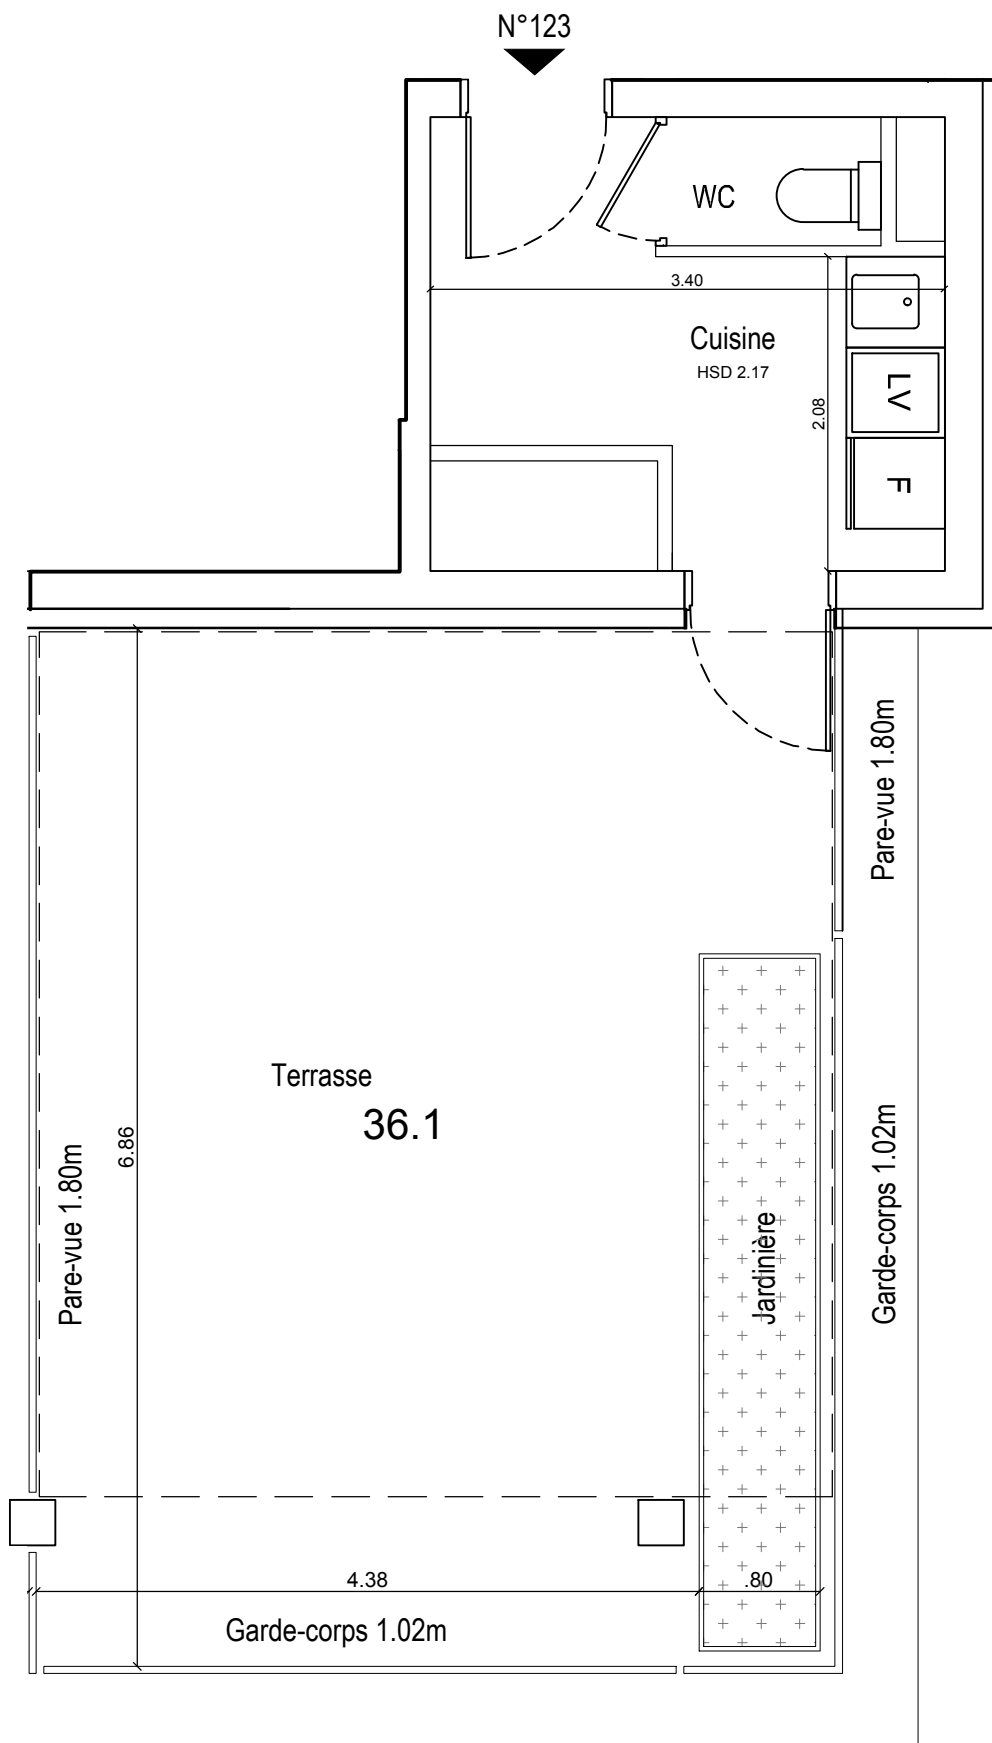 N°123
WC
3.40
Cuisine
HSD 2.17
2.08
LV
F
Pare-vue 1.80m
Terrasse
36.1
6.86
Pare-vue 1.80m
Jardinière
Garde-corps 1.02m
4.38
.80
Garde-corps 1.02m